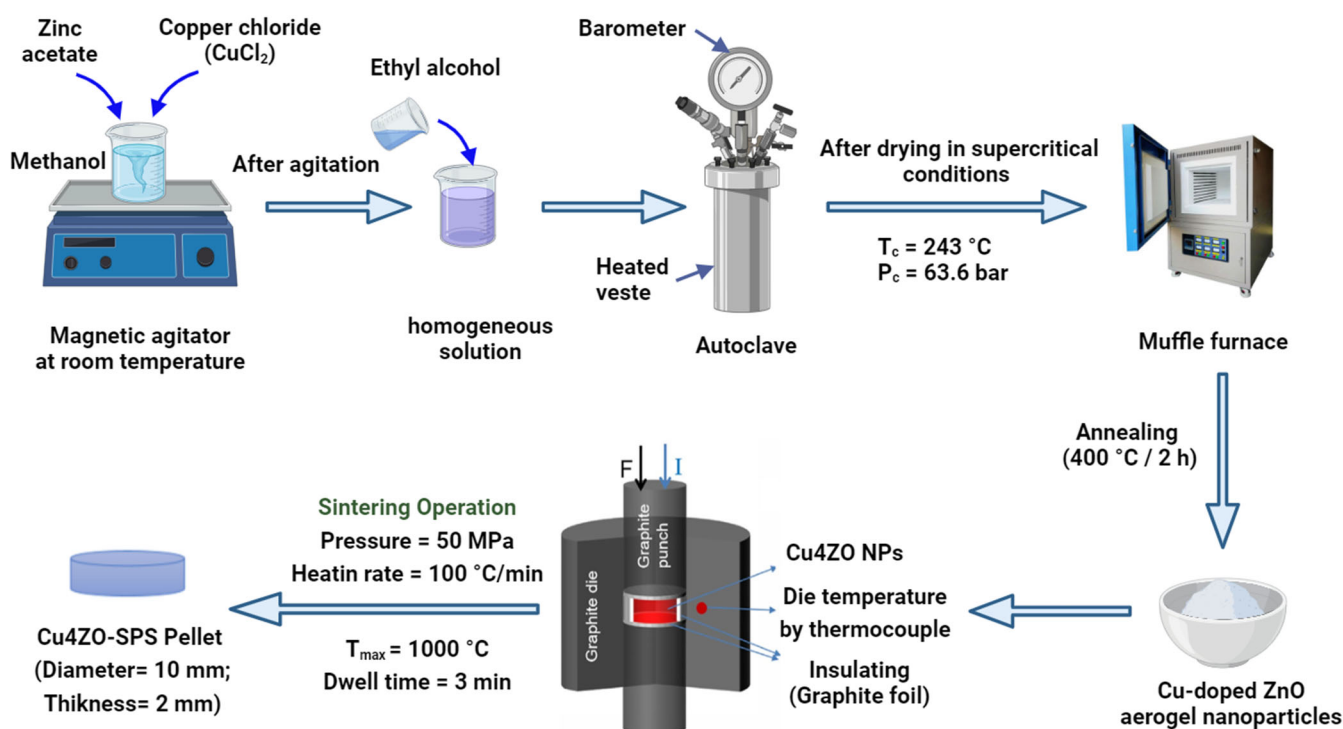 Zinc
acetate
Copper chloride
(CuCl₂)
Methanol
Magnetic agitator
at room temperature
After agitation
Ethyl alcohol
homogeneous
solution
Barometer
Heated
veste
Autoclave
After drying in supercritical
conditions
T꜀ = 243 °C
P꜀ = 63.6 bar
Muffle furnace
Annealing
(400 °C / 2 h)
Cu-doped ZnO
aerogel nanoparticles
F
I
Graphite
punch
Graphite die
Cu4ZO NPs
Die temperature
by thermocouple
Insulating
(Graphite foil)
Sintering Operation
Pressure = 50 MPa
Heatin rate = 100 °C/min
Tₘₐₓ = 1000 °C
Dwell time = 3 min
Cu4ZO-SPS Pellet
(Diameter= 10 mm;
Thikness= 2 mm)